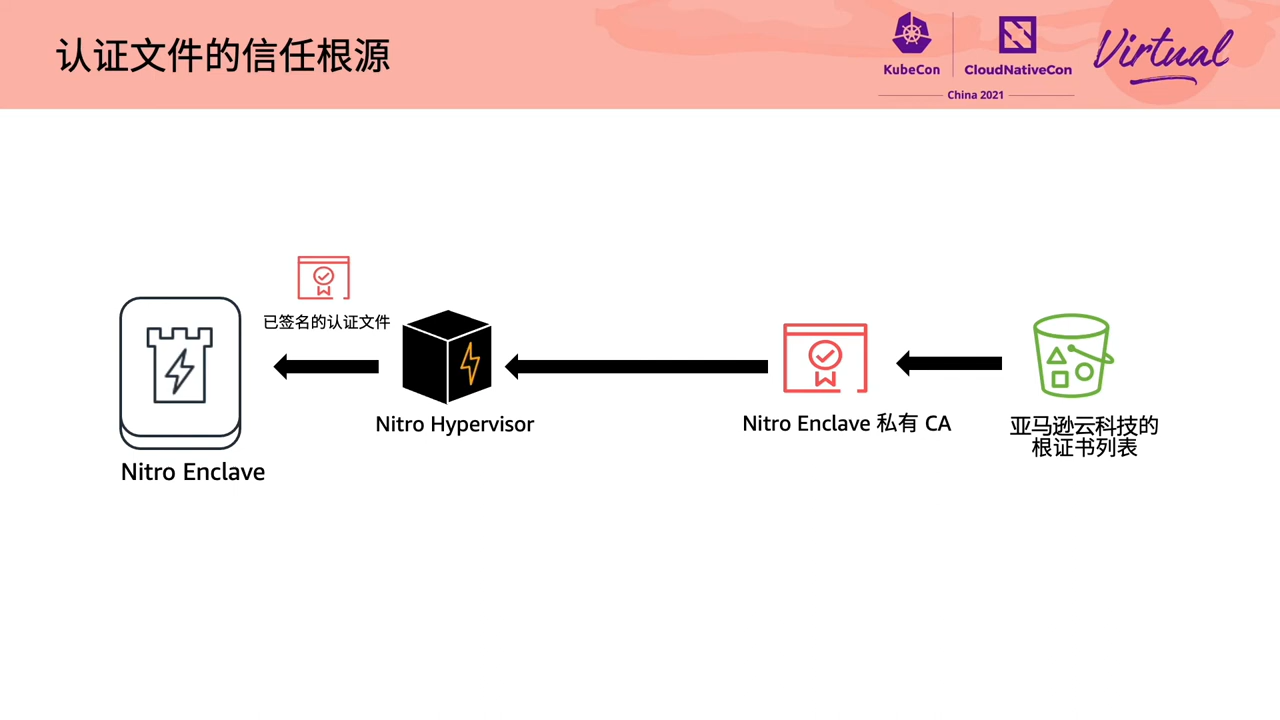 认证文件的信任根源
KubeCon
CloudNativeCon
China 2021
Virtual
已签名的认证文件
Nitro Enclave
Nitro Hypervisor
Nitro Enclave 私有 CA
亚马逊云科技的
根证书列表